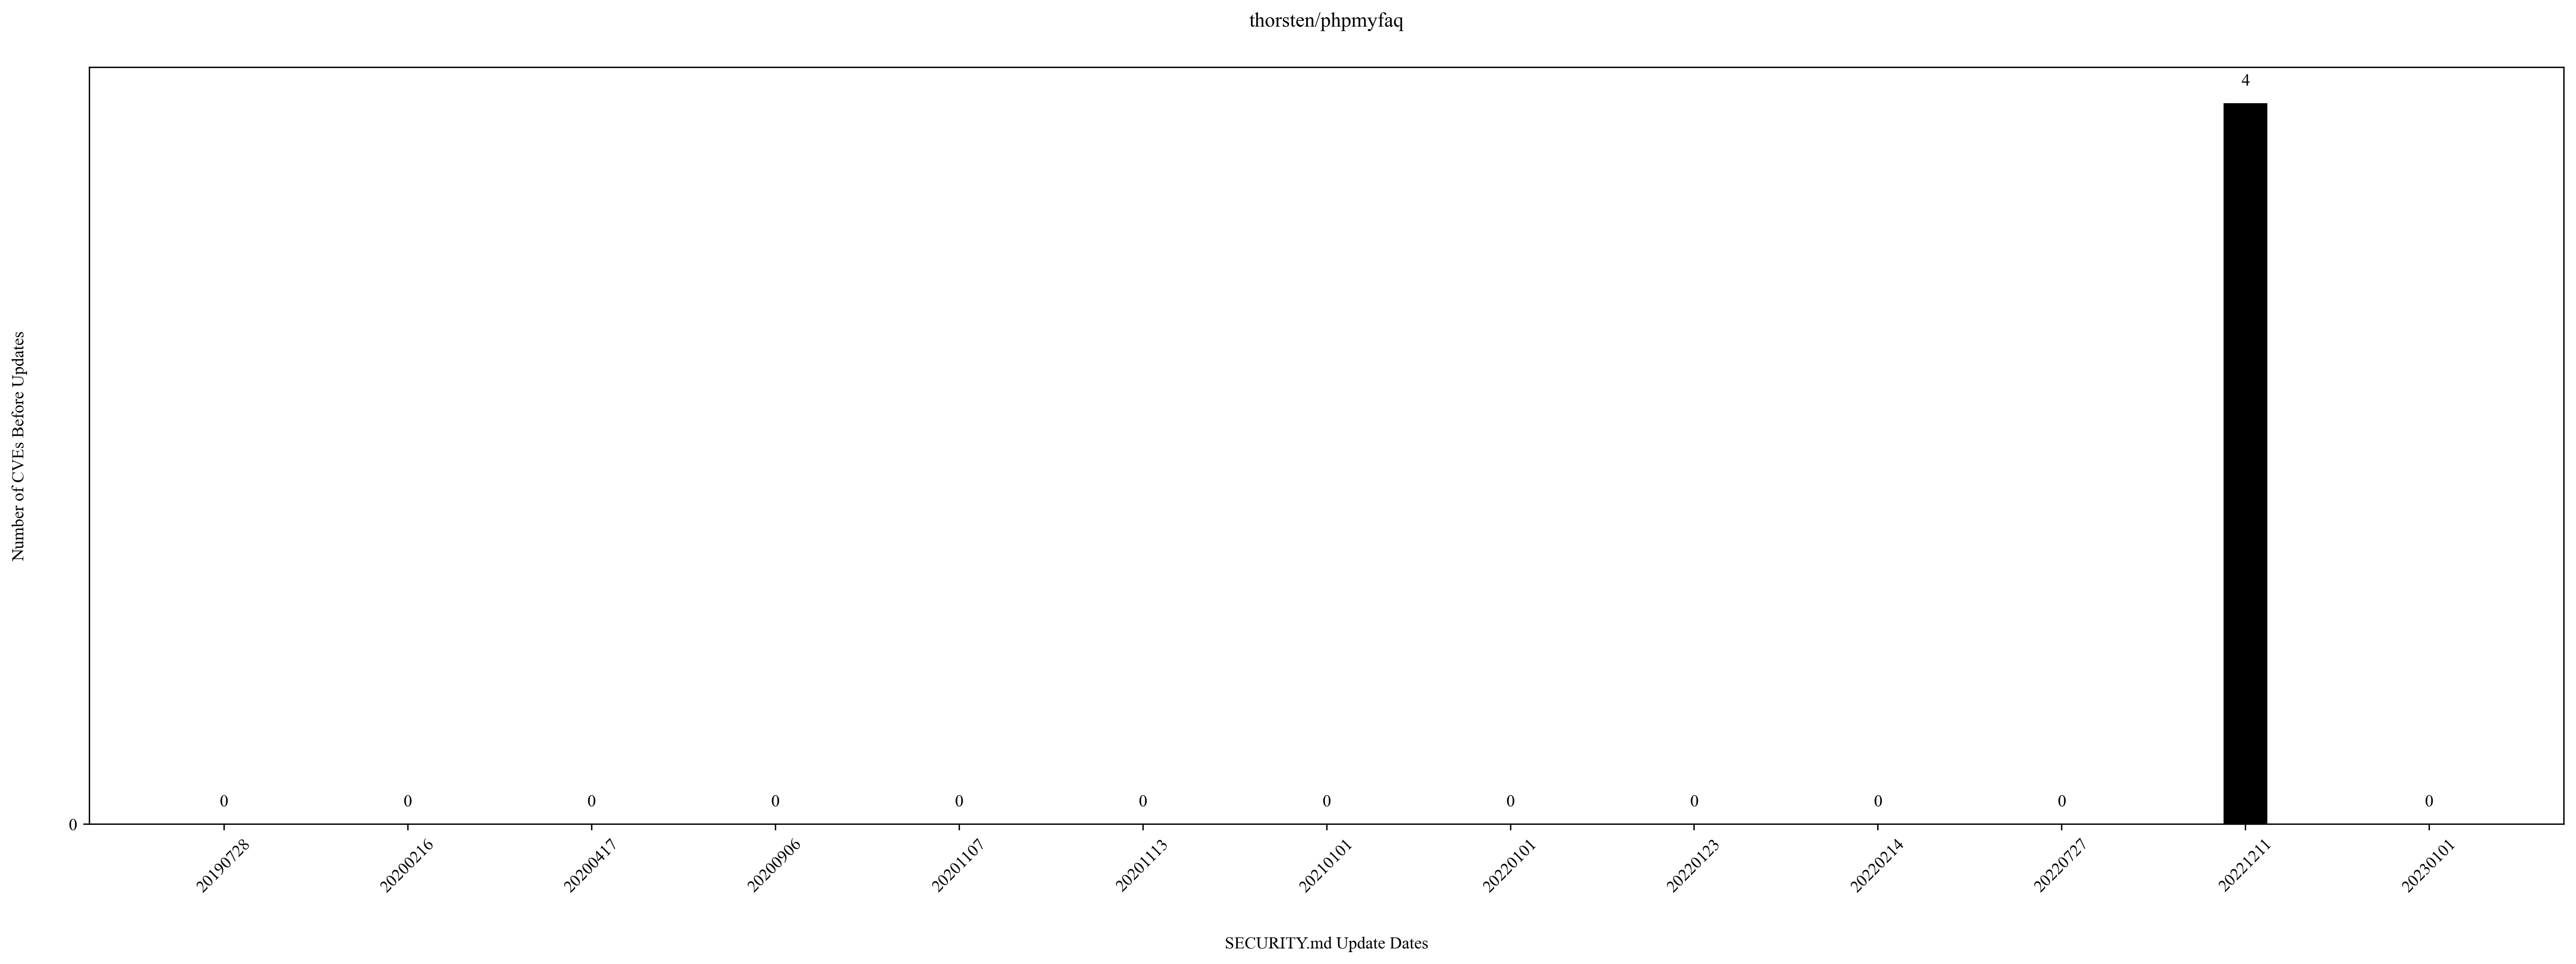 thorsten/phpmyfaq
4
Number of CVEs Before Updates
0 0 0 0 0 0 0 0 0 0 0 0
0
20190728 20200216 20200417 20200906 20201107 20201113 20210101 20220101 20220123 20220214 20220727 20221211 20230101
SECURITY.md Update Dates